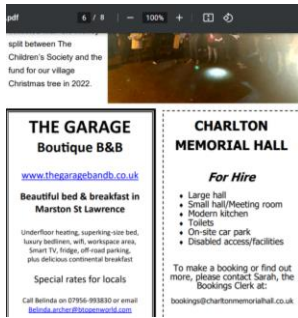 .pdf
6 / 8
100%
split between The
Children's Society and the
fund for our village
Christmas tree in 2022.
THE GARAGE
Boutique B&B
www.thegaragebandb.co.uk
Beautiful bed & breakfast in
Marston St Lawrence
Underfloor heating, superking-size bed,
luxury bedlinen, wifi, workspace area,
Smart TV, fridge, off-road parking,
plus delicious continental breakfast
Special rates for locals
Call Belinda on 07956-993830 or email
Belinda.archer@btopenworld.com
CHARLTON
MEMORIAL HALL
For Hire
• Large hall
• Small hall/Meeting room
• Modern kitchen
• Toilets
• On-site car park
• Disabled access/facilities
To make a booking or find out
more, please contact Sarah, the
Bookings Clerk at:
bookings@charltonmemorialhall.co.uk